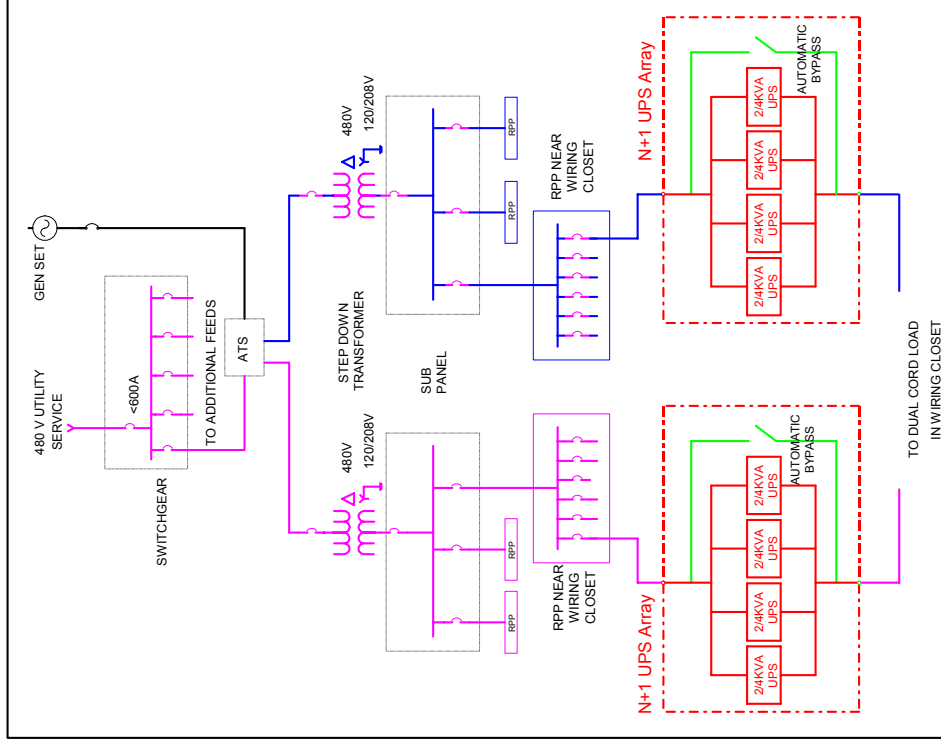 GEN SET
480 V UTILITY
SERVICE
<600A
SWITCHGEAR
TO ADDITIONAL FEEDS
ATS
480V
120/208V
STEP DOWN
TRANSFORMER
480V
120/208V
SUB
PANEL
RPP
RPP
RPP
RPP
RPP NEAR
WIRING
CLOSET
RPP NEAR
WIRING
CLOSET
N+1 UPS Array
2/4KVA
UPS
2/4KVA
UPS
2/4KVA
UPS
2/4KVA
UPS
AUTOMATIC
BYPASS
N+1 UPS Array
2/4KVA
UPS
2/4KVA
UPS
2/4KVA
UPS
2/4KVA
UPS
AUTOMATIC
BYPASS
TO DUAL CORD LOAD
IN WIRING CLOSET